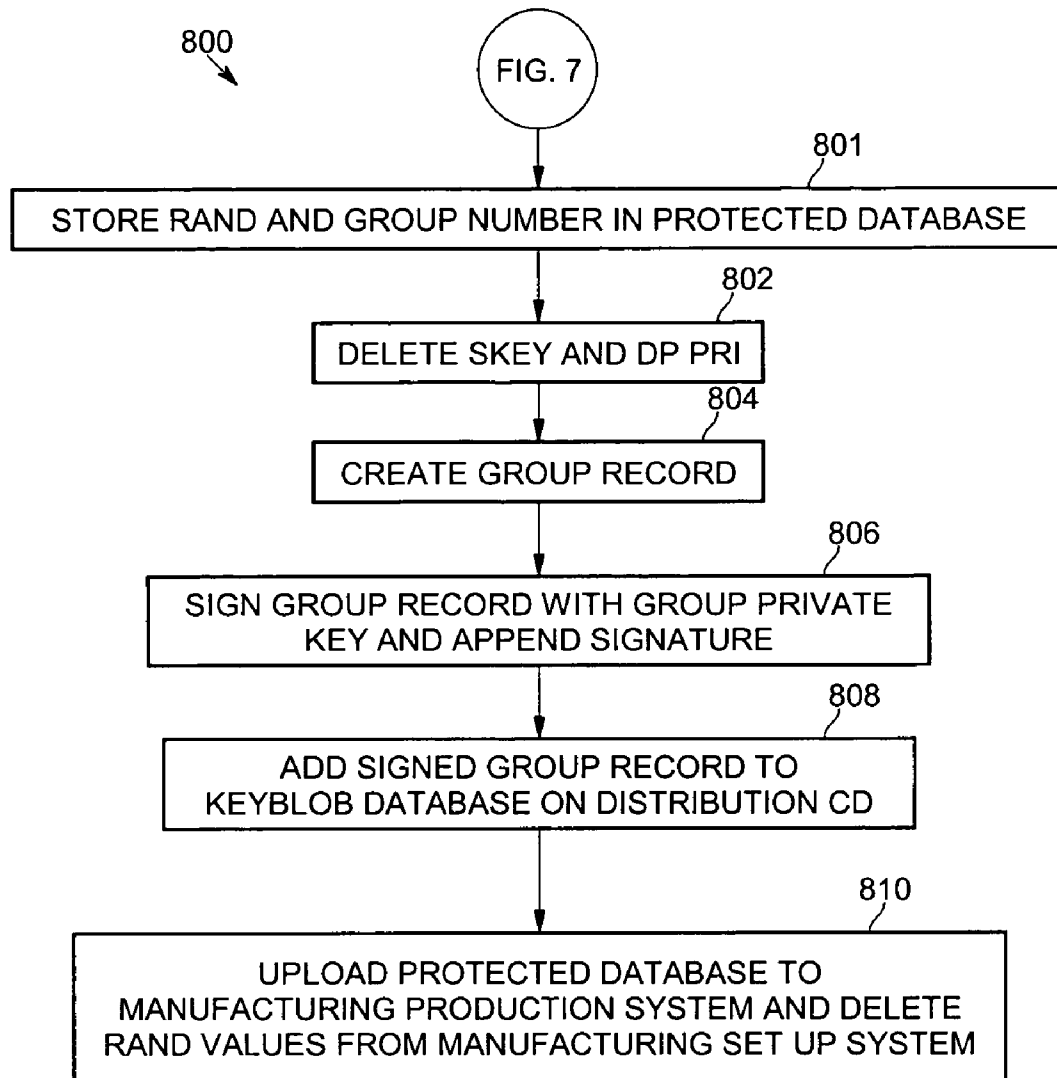 800
FIG. 7
801
STORE RAND AND GROUP NUMBER IN PROTECTED DATABASE
802
DELETE SKEY AND DP PRI
804
CREATE GROUP RECORD
806
SIGN GROUP RECORD WITH GROUP PRIVATE
KEY AND APPEND SIGNATURE
808
ADD SIGNED GROUP RECORD TO
KEYBLOB DATABASE ON DISTRIBUTION CD
810
UPLOAD PROTECTED DATABASE TO
MANUFACTURING PRODUCTION SYSTEM AND DELETE
RAND VALUES FROM MANUFACTURING SET UP SYSTEM